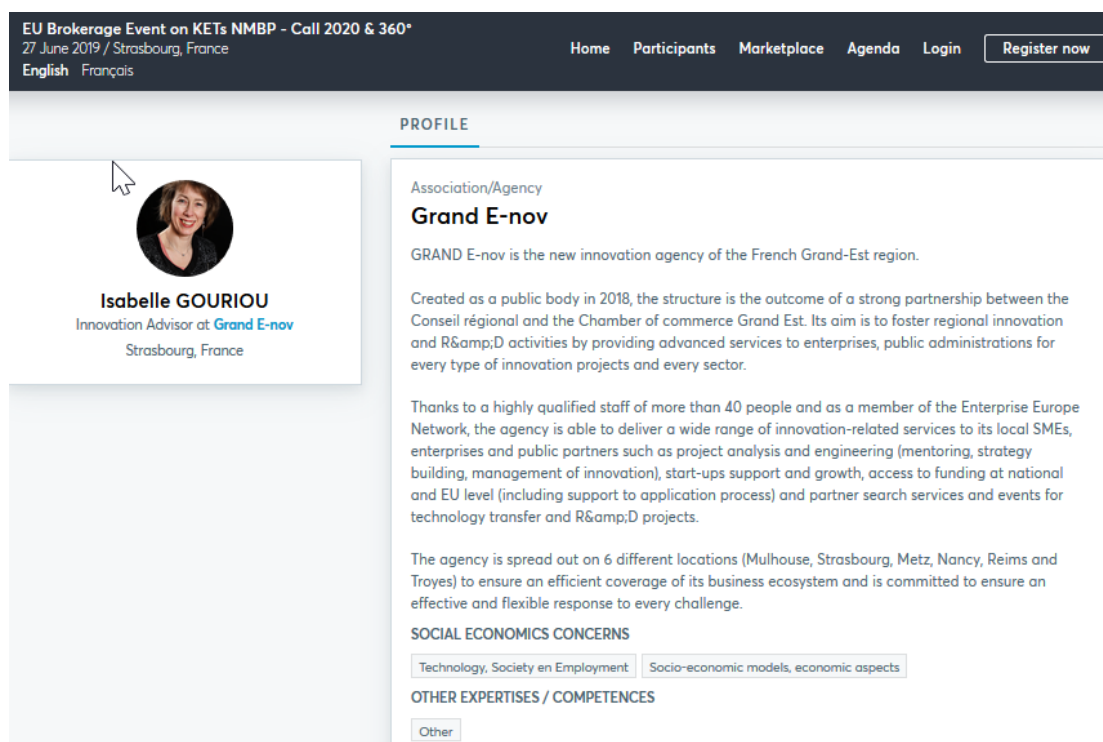 EU Brokerage Event on KETs NMBP - Call 2020 & 360°
27 June 2019 / Strasbourg, France
English Français
Home Participants Marketplace Agenda Login Register now
PROFILE
Isabelle GOURIOU
Innovation Advisor at Grand E-nov
Strasbourg, France
Association/Agency
Grand E-nov
GRAND E-nov is the new innovation agency of the French Grand-Est region.
Created as a public body in 2018, the structure is the outcome of a strong partnership between the
Conseil régional and the Chamber of commerce Grand Est. Its aim is to foster regional innovation
and R&amp;D activities by providing advanced services to enterprises, public administrations for
every type of innovation projects and every sector.
Thanks to a highly qualified staff of more than 40 people and as a member of the Enterprise Europe
Network, the agency is able to deliver a wide range of innovation-related services to its local SMEs,
enterprises and public partners such as project analysis and engineering (mentoring, strategy
building, management of innovation), start-ups support and growth, access to funding at national
and EU level (including support to application process) and partner search services and events for
technology transfer and R&amp;D projects.
The agency is spread out on 6 different locations (Mulhouse, Strasbourg, Metz, Nancy, Reims and
Troyes) to ensure an efficient coverage of its business ecosystem and is committed to ensure an
effective and flexible response to every challenge.
SOCIAL ECONOMICS CONCERNS
Technology, Society en Employment Socio-economic models, economic aspects
OTHER EXPERTISES / COMPETENCES
Other